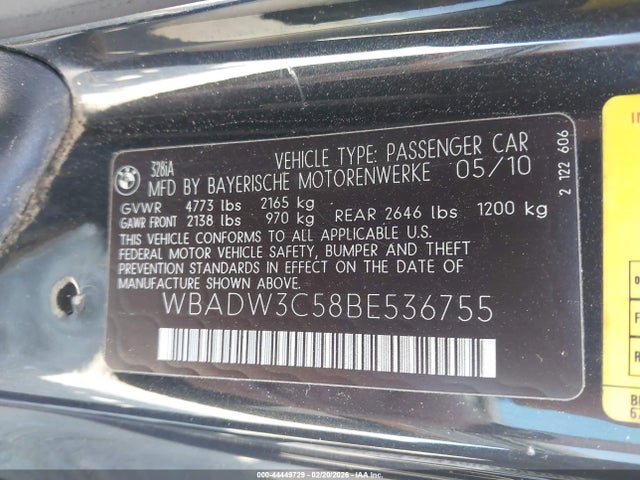 BMW
328iA
VEHICLE TYPE: PASSENGER CAR
MFD BY BAYERISCHE MOTORENWERKE 05/10
GVWR 4773 lbs 2165 kg
GAWR FRONT 2138 lbs 970 kg REAR 2646 lbs 1200 kg
THIS VEHICLE CONFORMS TO ALL APPLICABLE U.S.
FEDERAL MOTOR VEHICLE SAFETY, BUMPER AND THEFT
PREVENTION STANDARDS IN EFFECT ON THE DATE OF
MANUFACTURE SHOWN ABOVE.
WBADW3C58BE536755
2 122 606
000-44449729 - 02/20/2026 - IAA Inc.